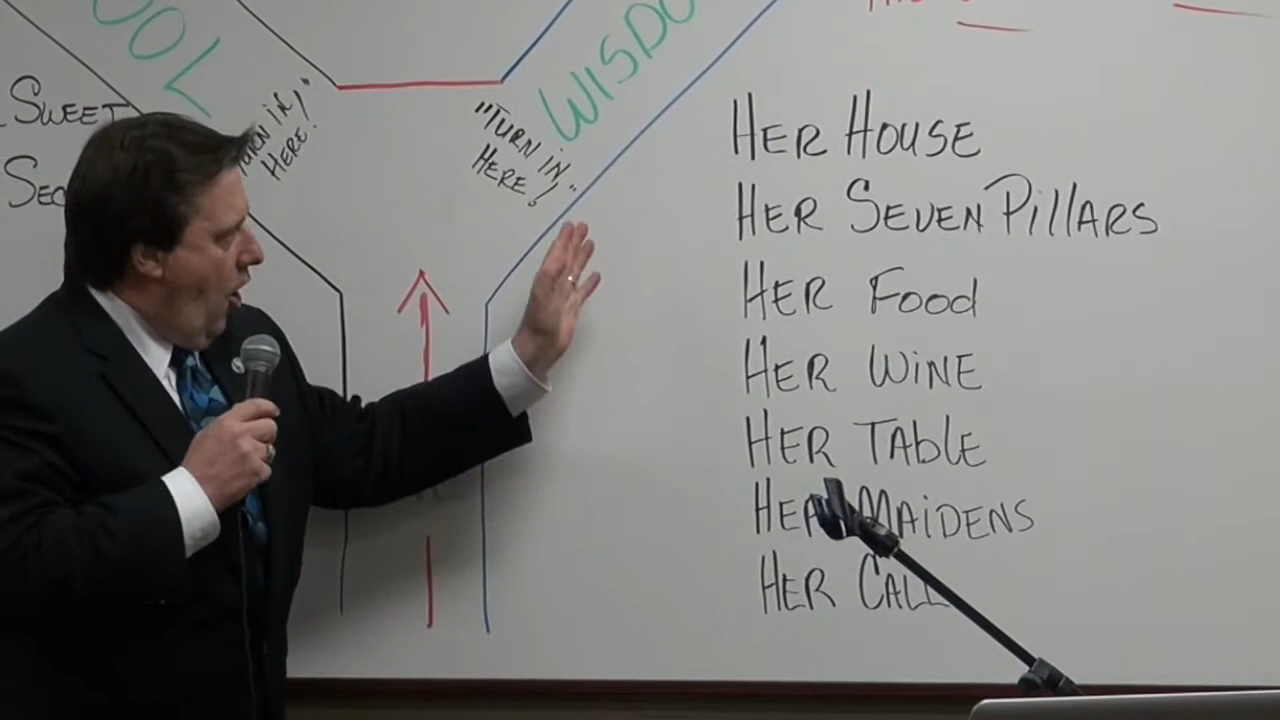 WISDO
SWEET
"TURN IN
HERE!"
TURN IN
HERE!"
HER HOUSE
HER SEVEN PILLARS
HER FOOD
HER WINE
HER TABLE
HER MAIDENS
HER CALL